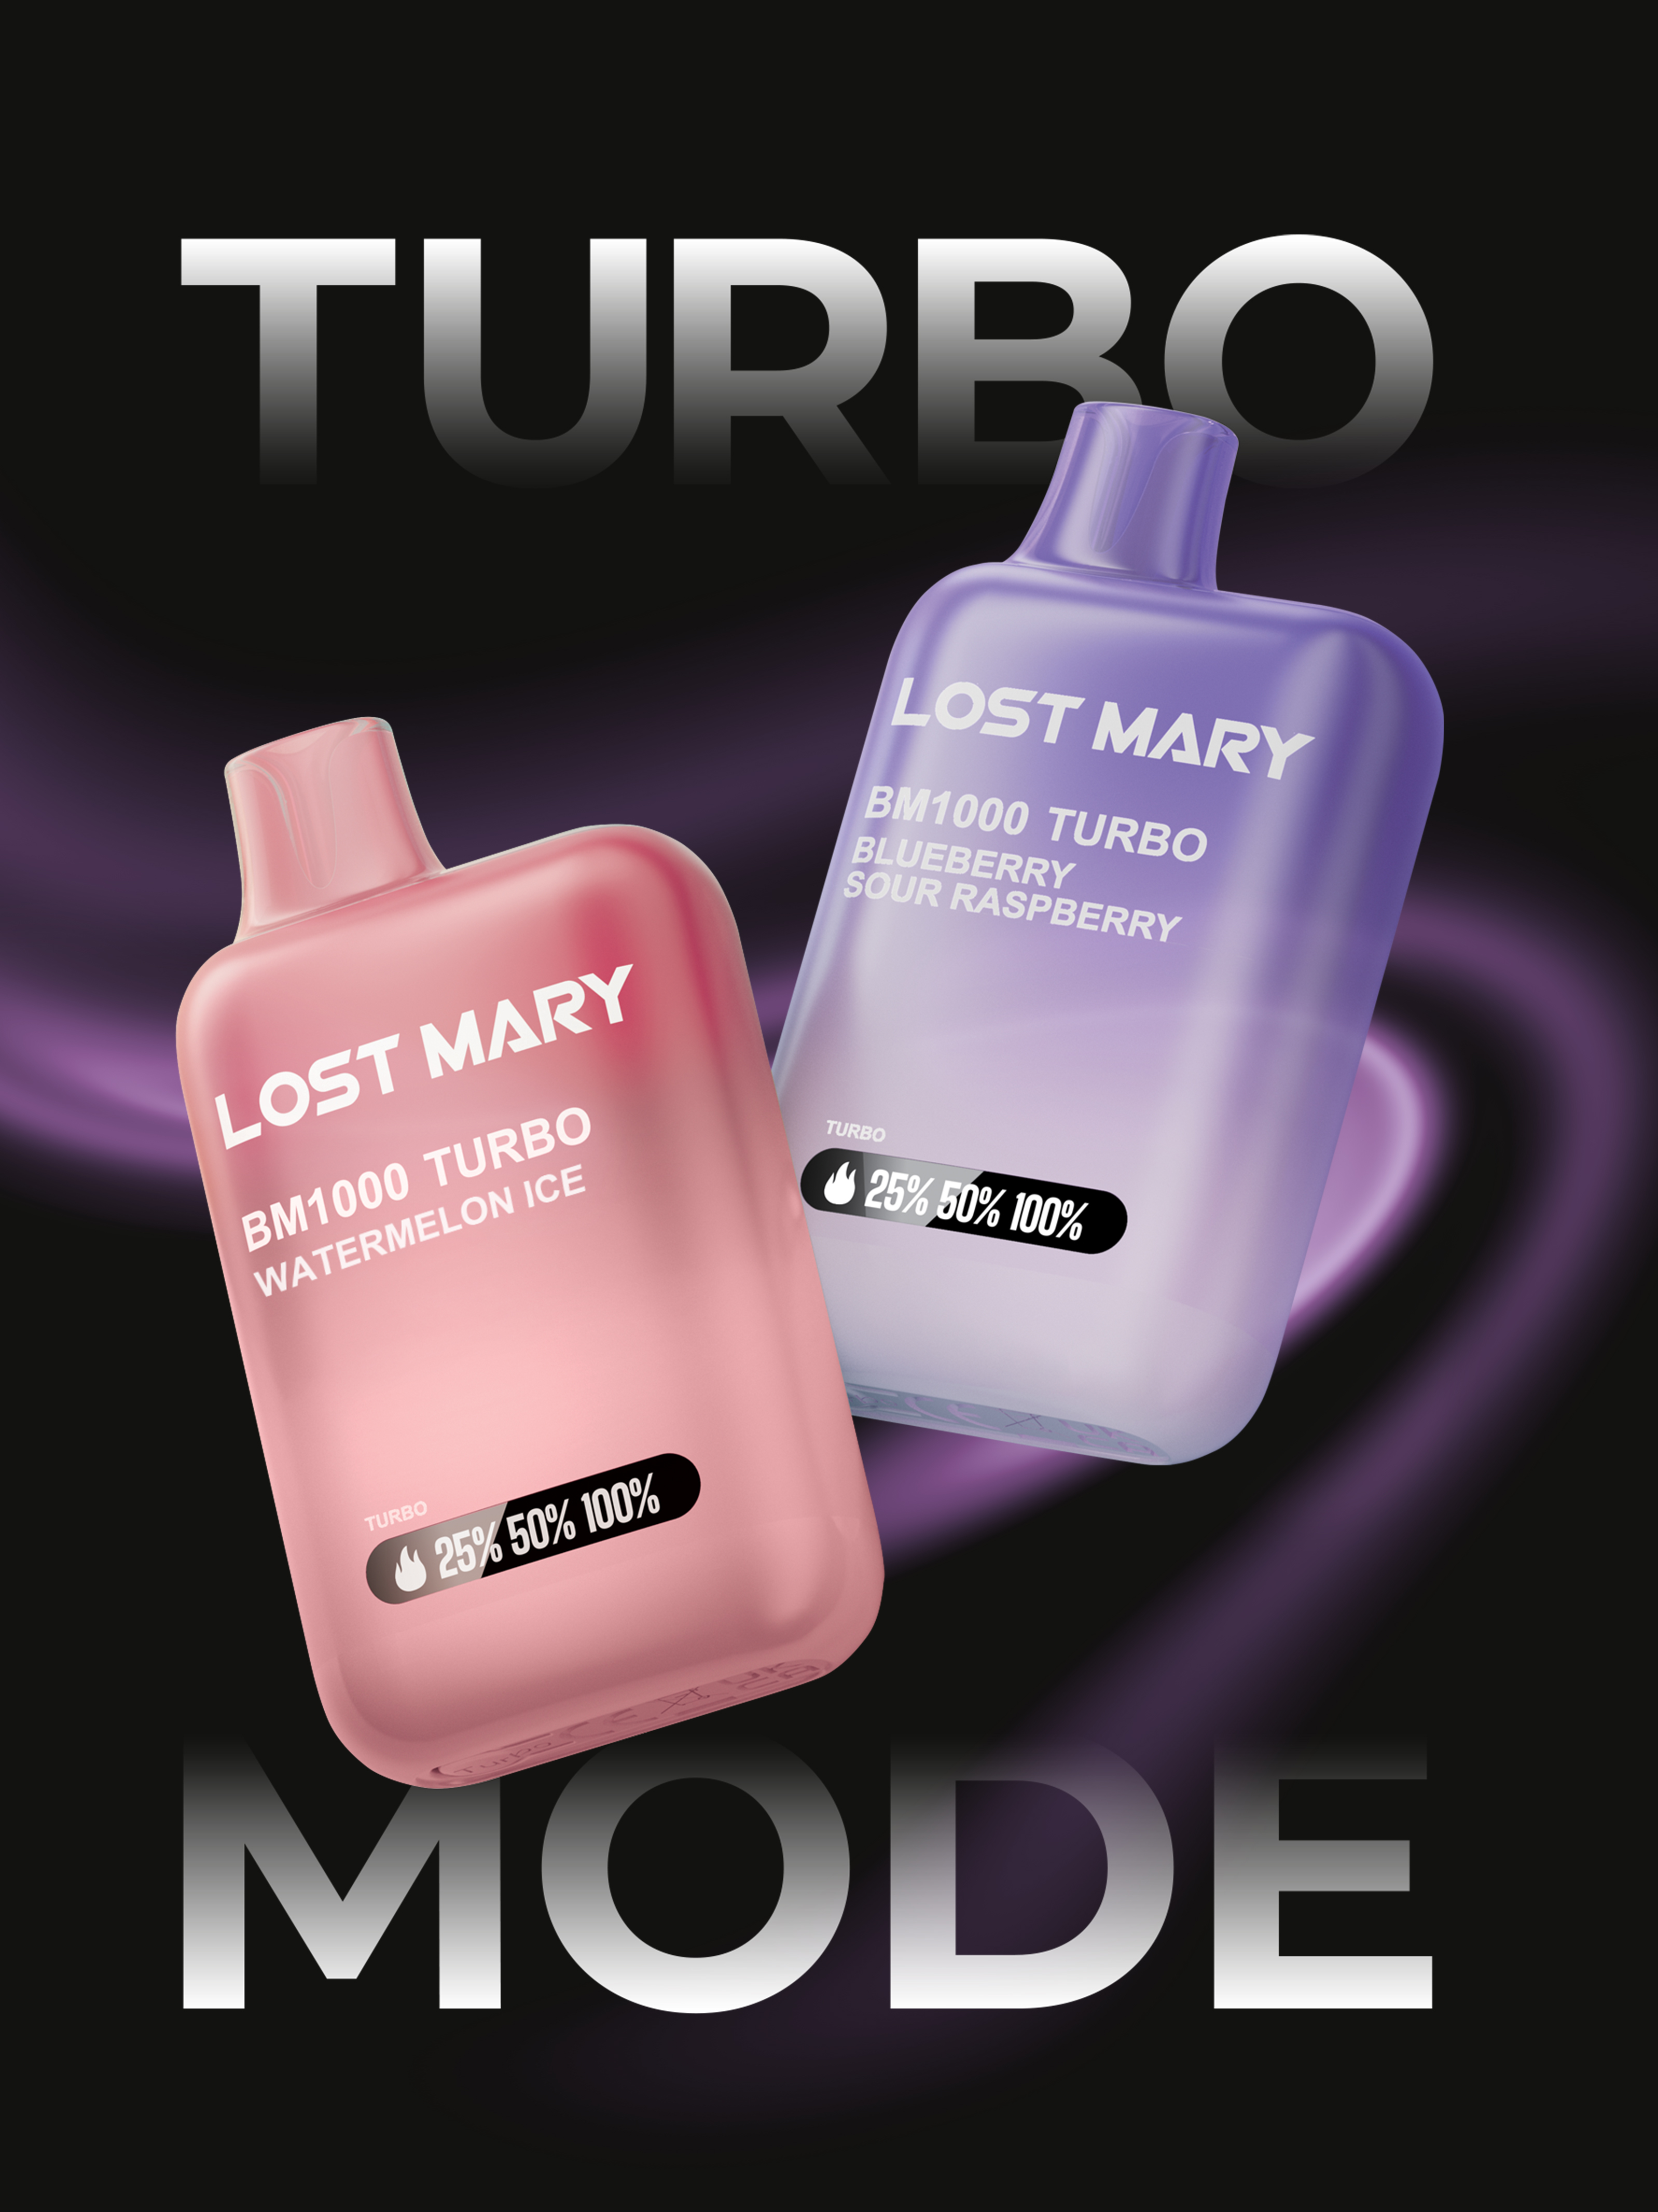 TURBO
LOST MARY
BM1000 TURBO
BLUEBERRY
SOUR RASPBERRY
TURBO
25% 50% 100%
LOST MARY
BM1000 TURBO
WATERMELON ICE
TURBO
25% 50% 100%
Turbo
MODE